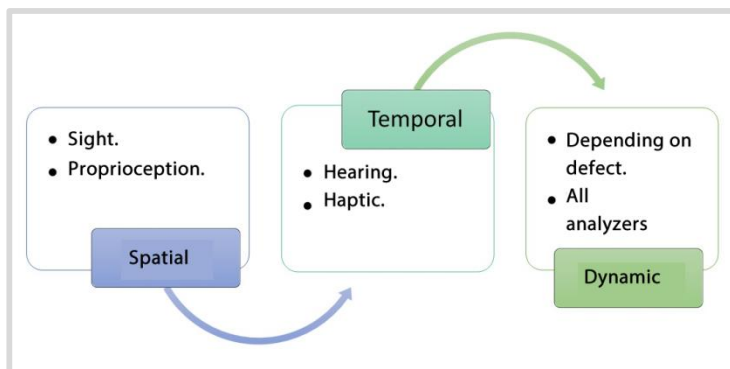 • Sight.
• Proprioception.
Spatial
Temporal
• Hearing.
• Haptic.
• Depending on
defect.
• All
analyzers
Dynamic